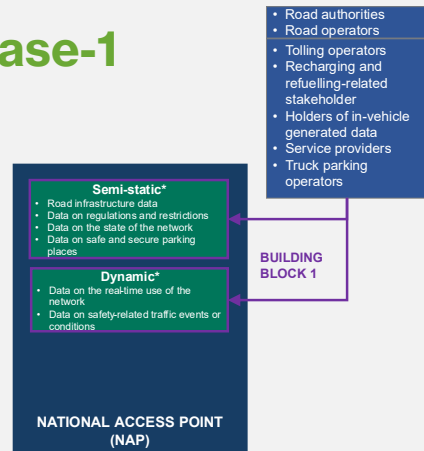 ase-1
• Road authorities
• Road operators
• Tolling operators
• Recharging and
refuelling-related
stakeholder
• Holders of in-vehicle
generated data
• Service providers
• Truck parking
operators
Semi-static*
• Road infrastructure data
• Data on regulations and restrictions
• Data on the state of the network
• Data on safe and secure parking
places
BUILDING
BLOCK 1
Dynamic*
• Data on the real-time use of the
network
• Data on safety-related traffic events or
conditions
NATIONAL ACCESS POINT
(NAP)